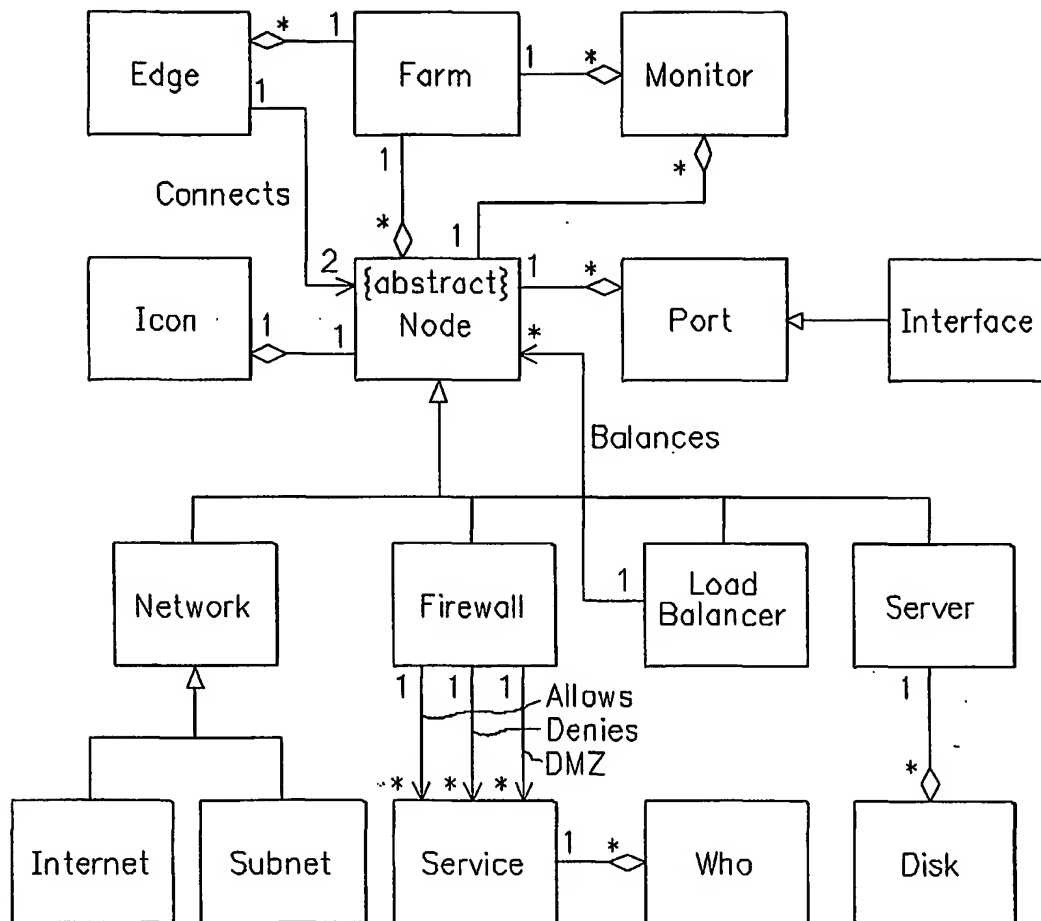 * 1
Edge
Farm
Monitor
1 *
1
1
*
Connects
*
1
2
{abstract}
Node
1 *
Icon
Port
Interface
1 1
*
Balances
Network
Firewall
1
Load
Balancer
Server
1 1 1
1
Allows
Denies
DMZ
* * *
*
Internet
Subnet
Service
1 *
Who
Disk